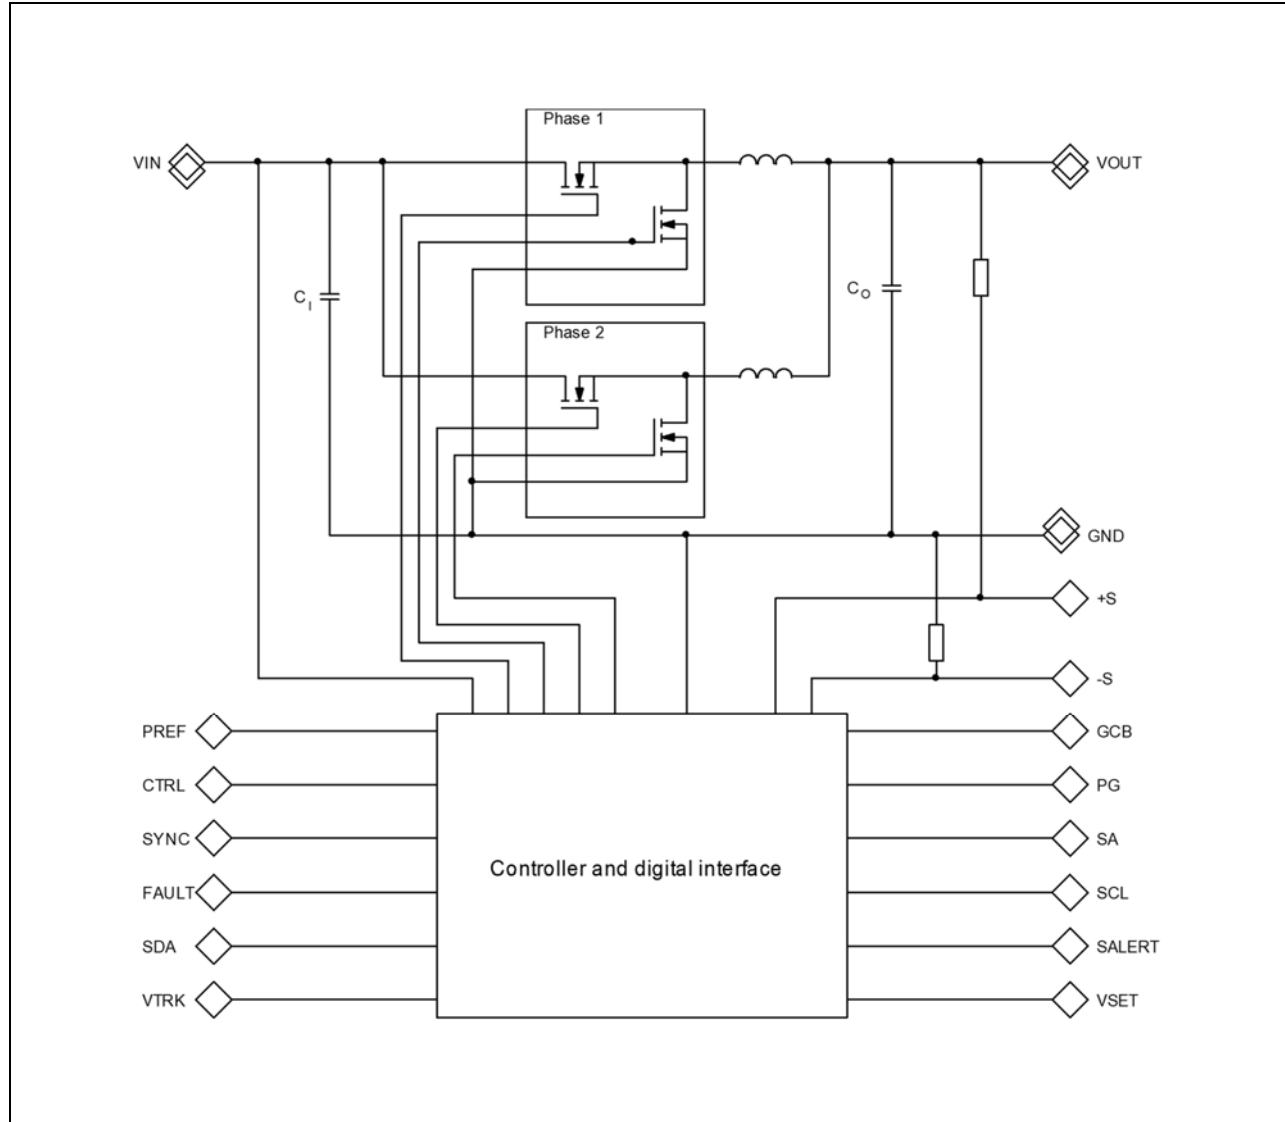 Phase 1
VIN
VOUT
C I
C O
Phase 2
GND
+S
-S
PREF
GCB
CTRL
PG
SYNC
SA
Controller and digital interface
FAULT
SCL
SDA
SALERT
VTRK
VSET